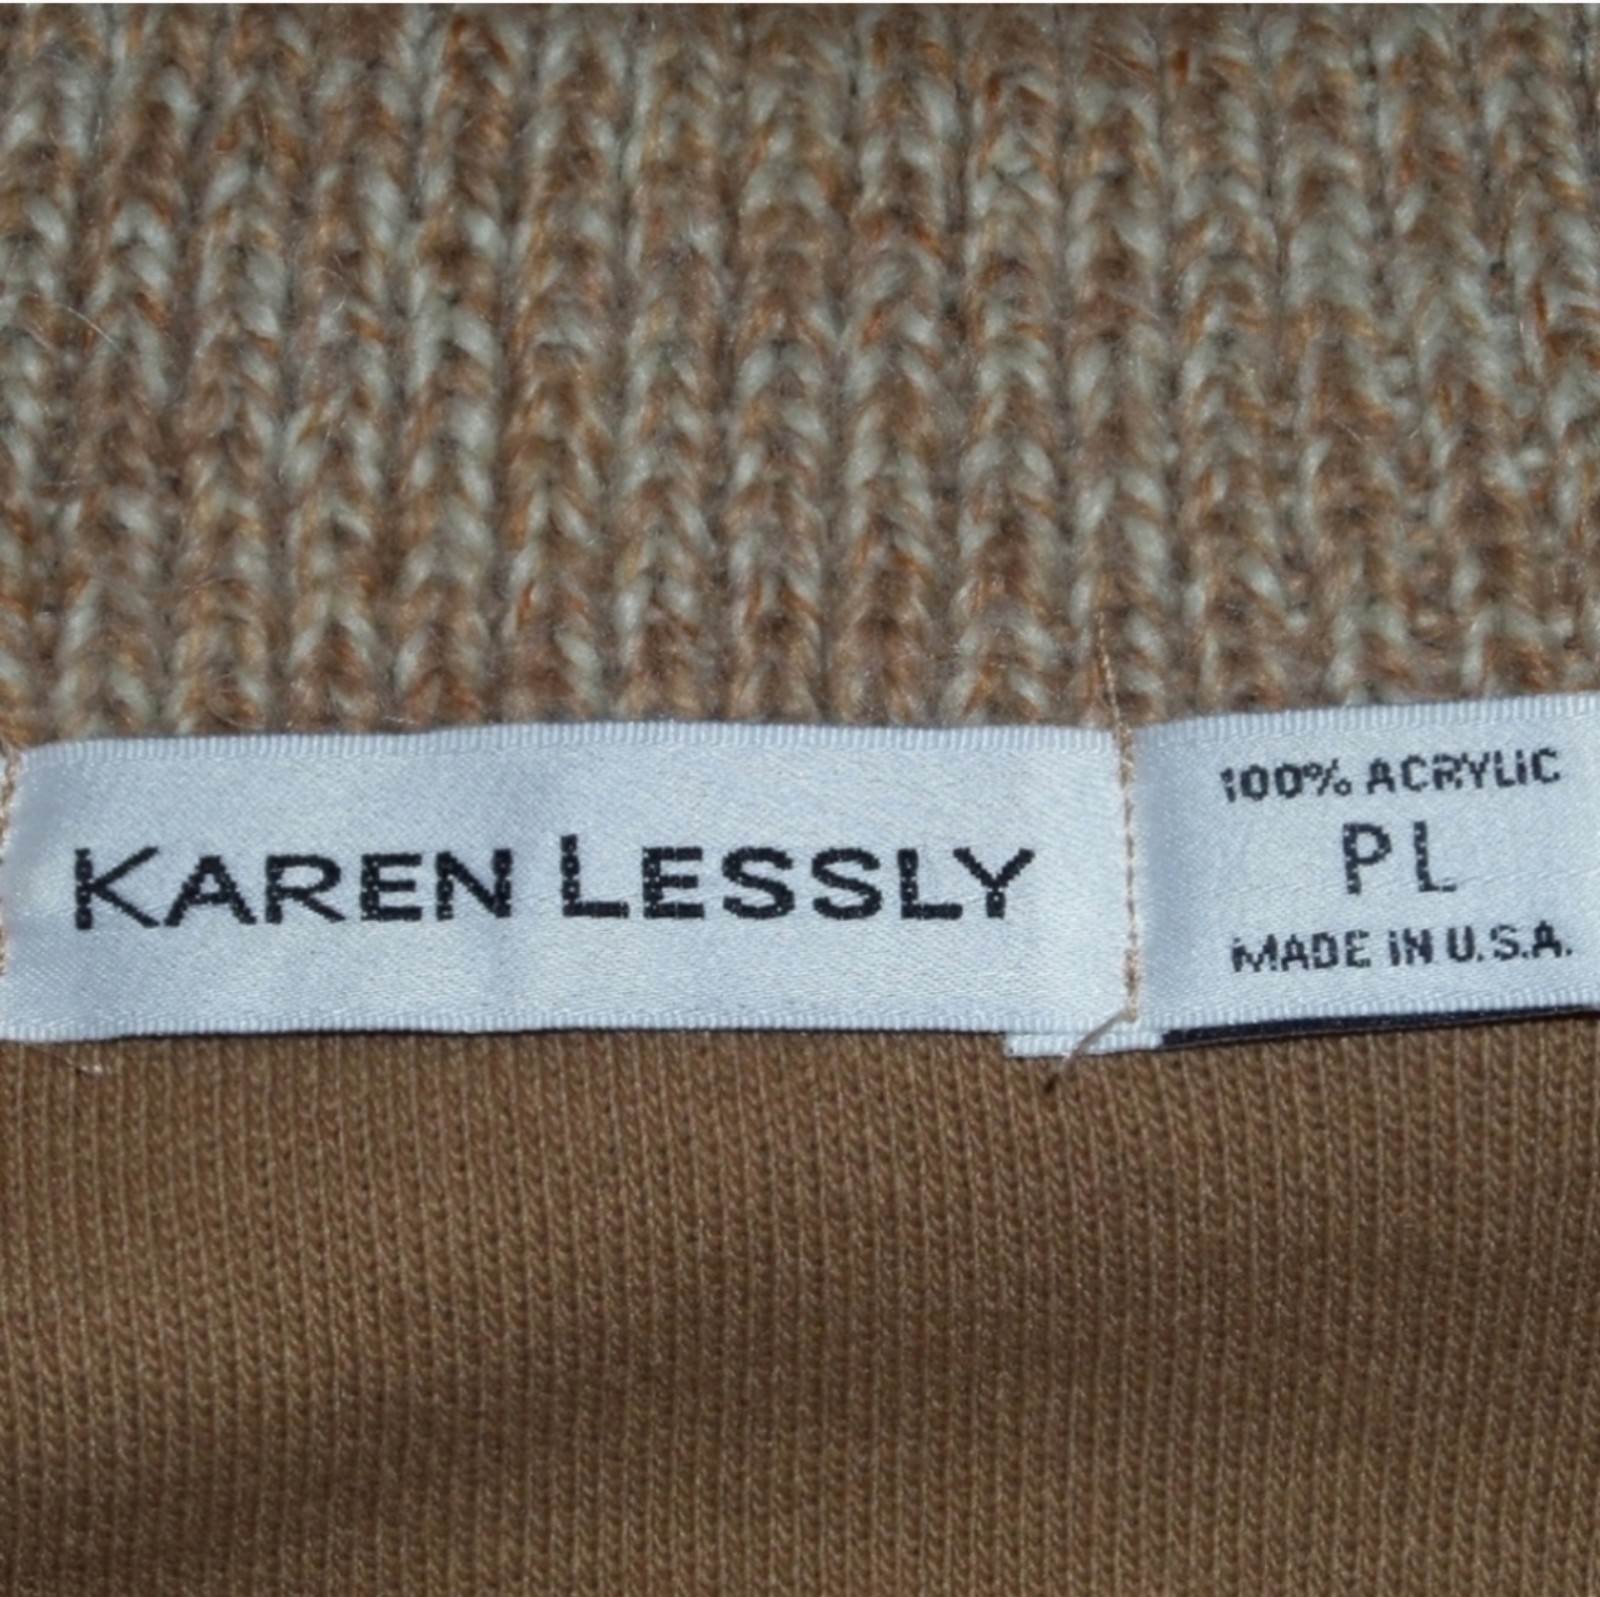 KAREN LESSLY
100% ACRYLIC
PL
MADE IN U.S.A.